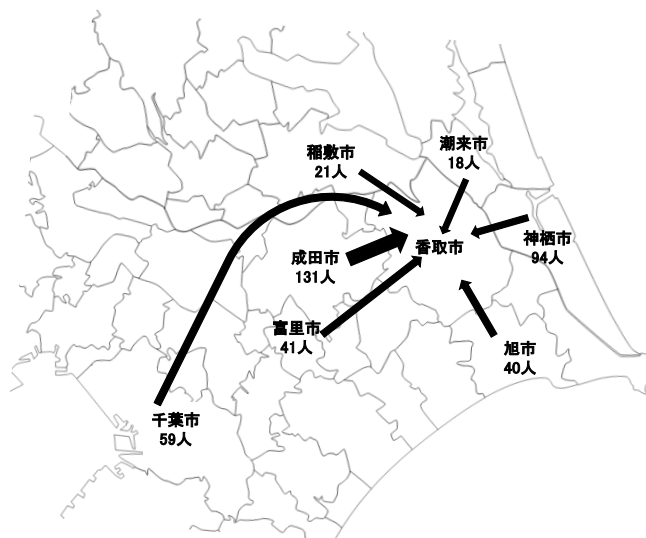 潮来市
18人
稲敷市
21人
神栖市
94人
香取市
成田市
131人
富里市
41人
旭市
40人
千葉市
59人